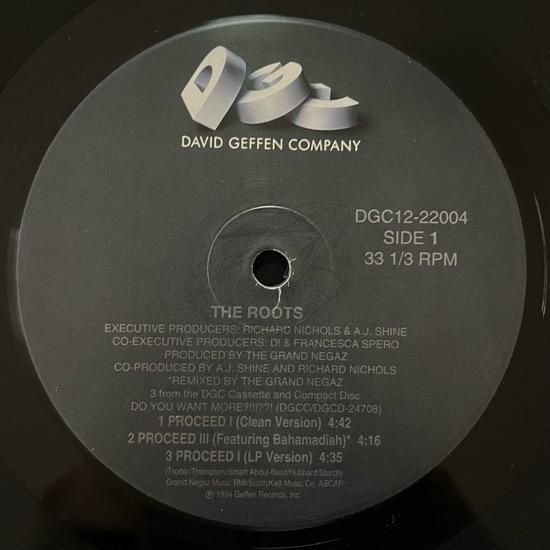 DGC
DAVID GEFFEN COMPANY
DGC12-22004
SIDE 1
33 1/3 RPM
THE ROOTS
EXECUTIVE PRODUCERS: RICHARD NICHOLS & A.J. SHINE
CO-EXECUTIVE PRODUCERS: DI & FRANCESCA SPERO
PRODUCED BY THE GRAND NEGAZ
CO-PRODUCED BY A.J. SHINE AND RICHARD NICHOLS
*REMIXED BY THE GRAND NEGAZ
3-from the DGC Cassette and Compact Disc
DO YOU WANT MORE?!!!??! (DGCC/DGCD-24708)
1 PROCEED I (Clean Version) 4:42
2 PROCEED III (Featuring Bahamadiah)* 4:16
3 PROCEED I (LP Version) 4:35
(Trotter/Thompson/Smart Abdul-Basit/Hubbard/Storch)
Grand Negaz Music BMI/ScottyKatt Music Co. ASCAP
℗ 1994 Geffen Records, Inc.